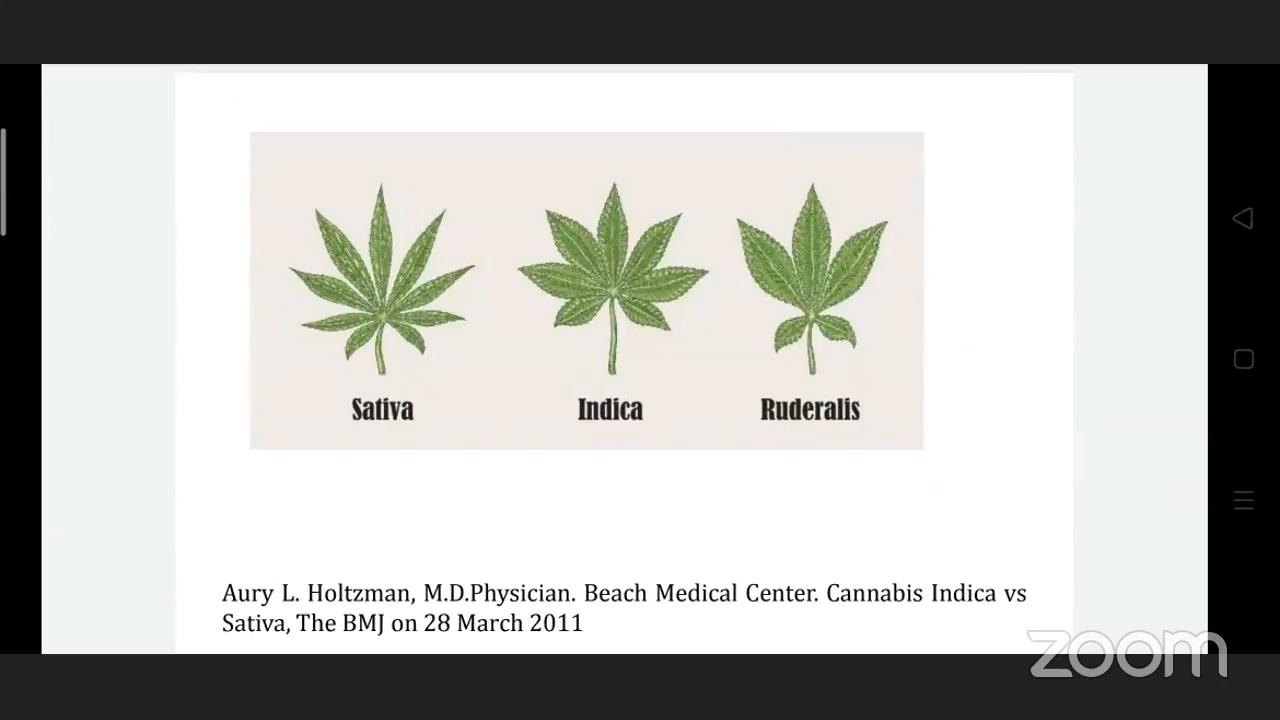 Sativa
Indica
Ruderalis
Aury L. Holtzman, M.D.Physician. Beach Medical Center. Cannabis Indica vs
Sativa, The BMJ on 28 March 2011
zoom